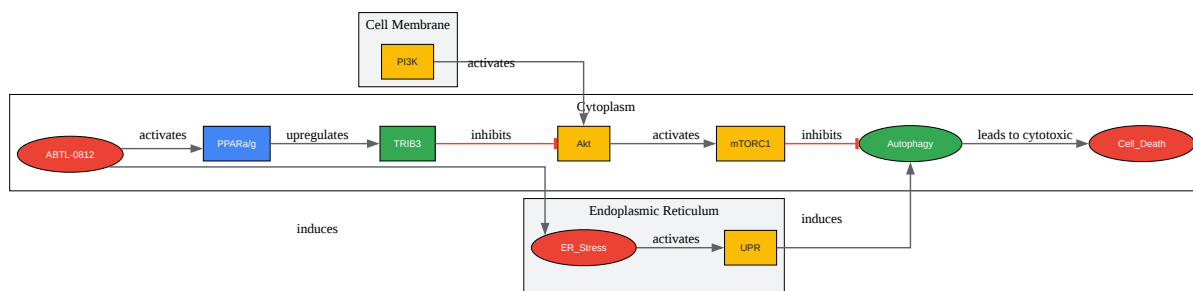 Cell Membrane
PI3K
activates
Cytoplasm
ABTL-0812
activates
PPARa/g
upregulates
TRIB3
inhibits
Akt
activates
mTORC1
inhibits
Autophagy
leads to cytotoxic
Cell_Death
induces
Endoplasmic Reticulum
ER_Stress
activates
UPR
induces